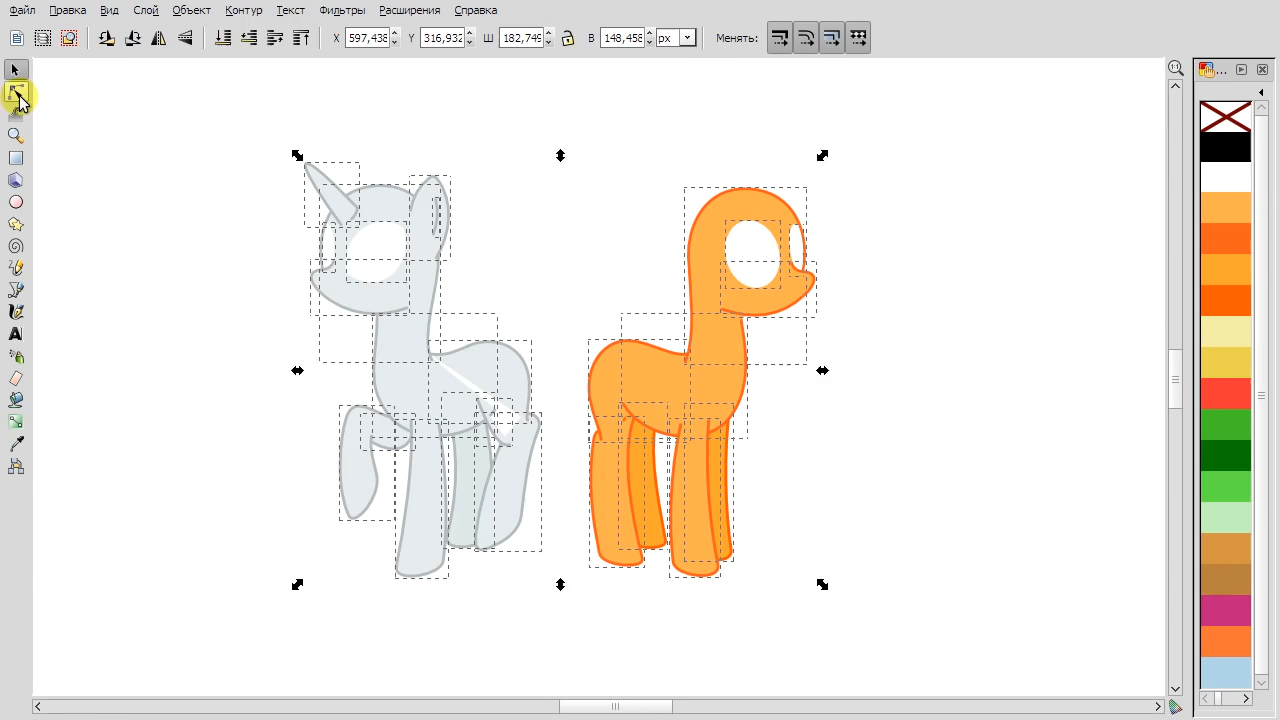 Файл Правка Вид Слой Объект Контур Текст Фильтры Расширения Справка
X 597,438 Y 316,932 Ш 182,749 В 148,458 px Менять:
...